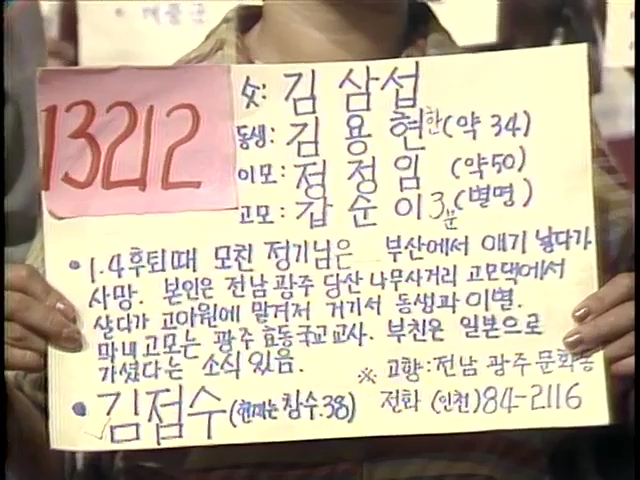 13212
父: 김삼섭
동생: 김용현한(약 34)
이모: 정정임 (약50)
고모: 갑순이 3분(별명)
• 1.4후퇴때 모친 정기님은 부산에서 애기 낳다가
사망. 본인은 전남 광주 당산 나무사거리 고모댁에서
살다가 고아원에 맡겨저 거기서 동생과 이별.
막내고모는 광주 효동국교교사. 부친은 일본으로
가셨다는 소식 있음.
※ 고향:전남 광주 문화동
• 김점수(현재는 창수.38) 전화 (인천)84-2116